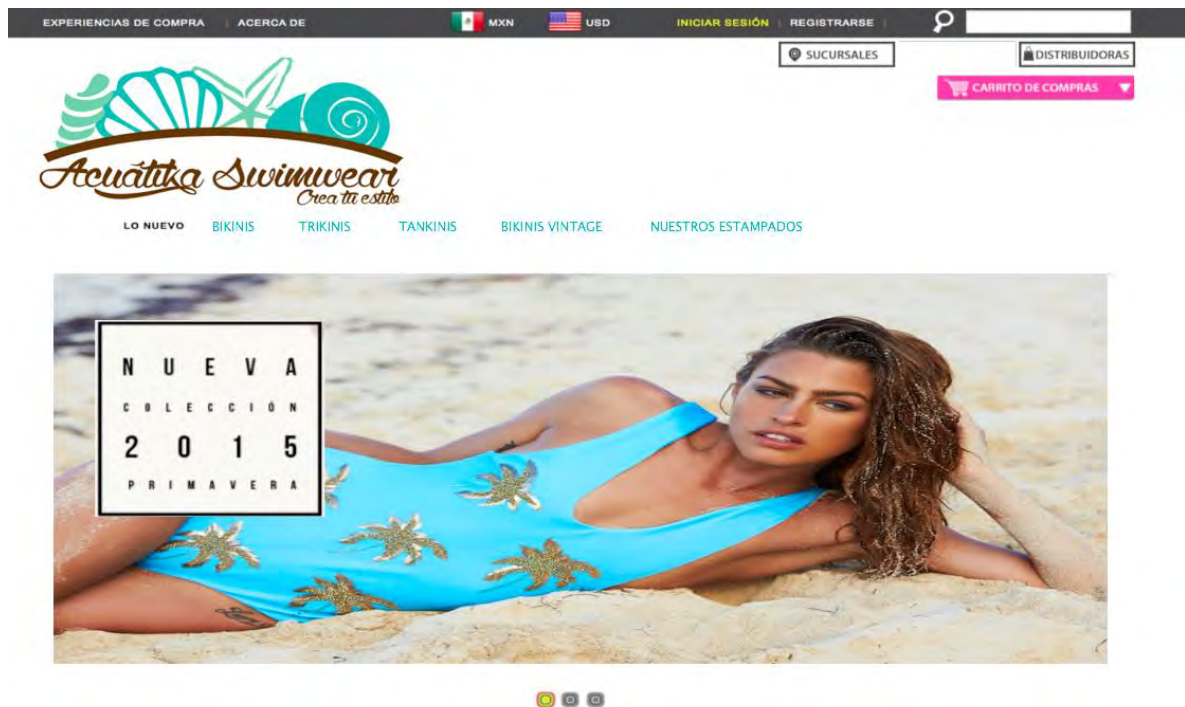 EXPERIENCIAS DE COMPRA | ACERCA DE MXN USD INICIAR SESIÓN | REGISTRARSE |
SUCURSALES DISTRIBUIDORAS
CARRITO DE COMPRAS
Acuátika Swimwear
Crea tu estilo
LO NUEVO BIKINIS TRIKINIS TANKINIS BIKINIS VINTAGE NUESTROS ESTAMPADOS
NUEVA
COLECCIÓN
2015
PRIMAVERA